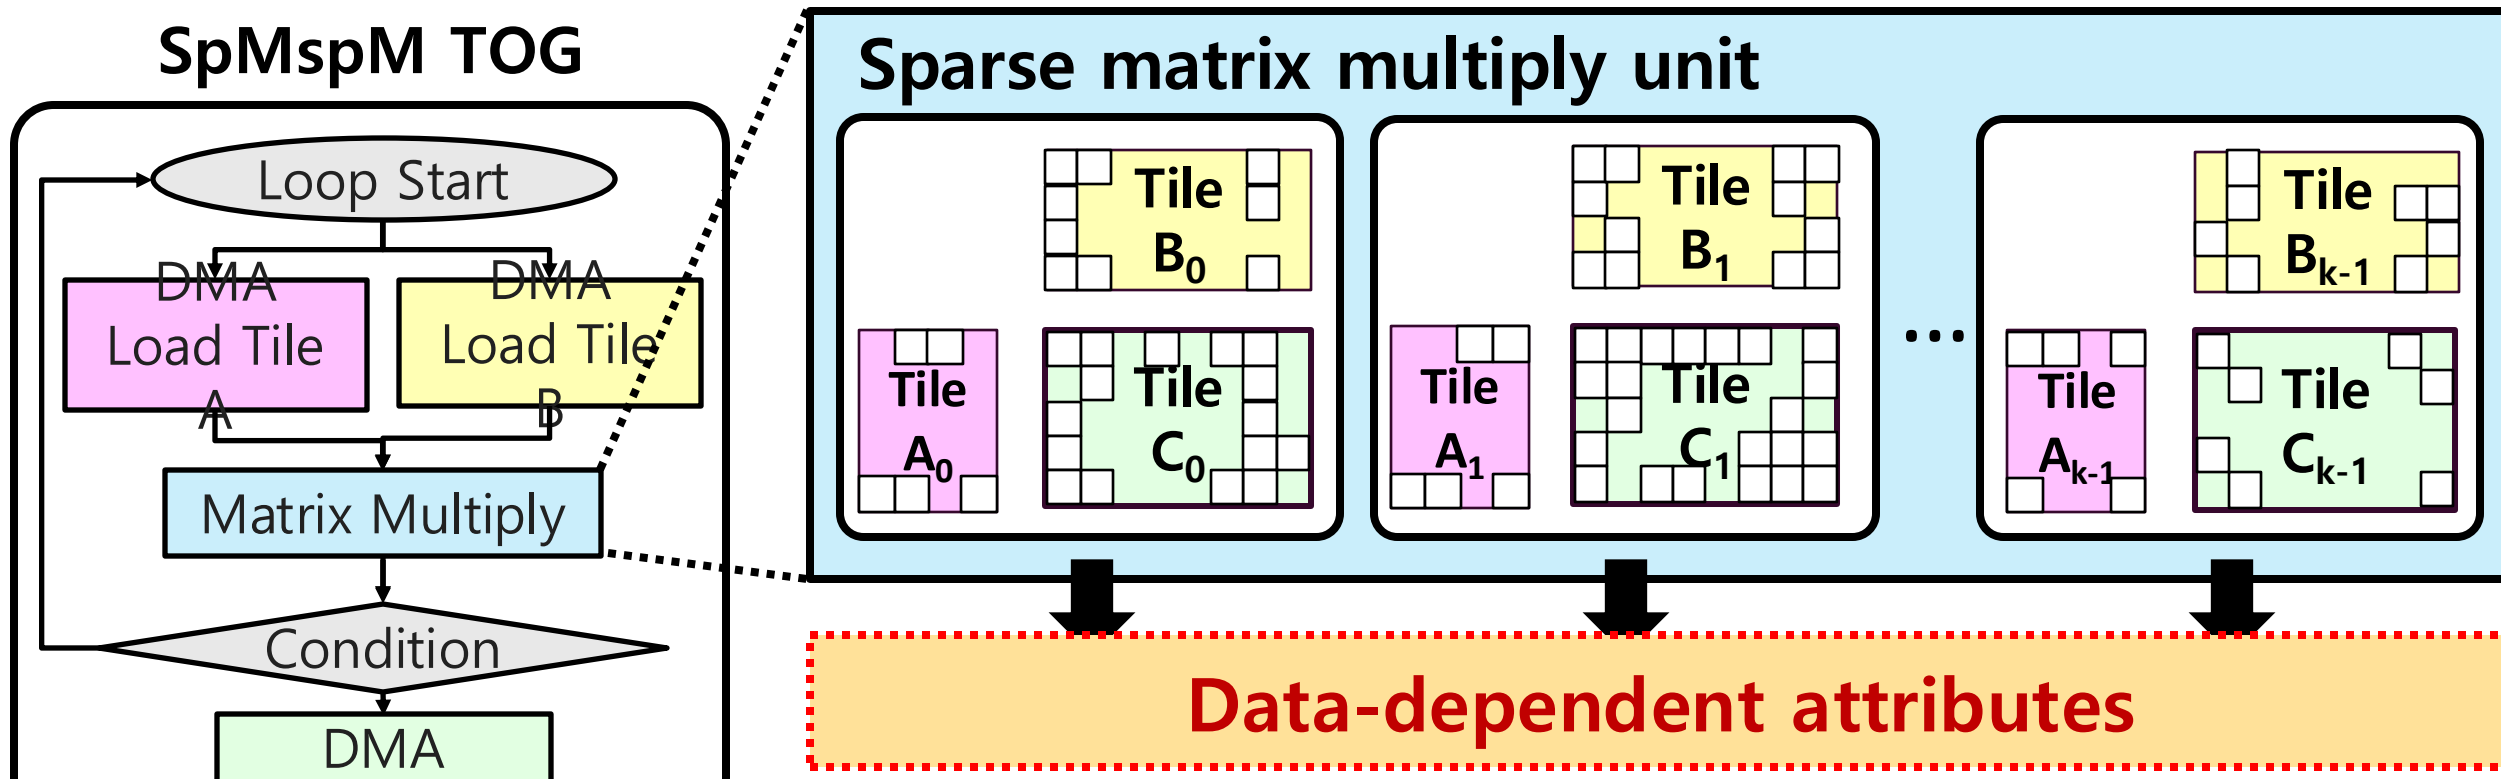 SpMspM TOG
Loop Start
DMA
Load Tile
A
DMA
Load Tile
B
Matrix Multiply
Condition
DMA
Sparse matrix multiply unit
Tile
B0
Tile
A0
Tile
C0
Tile
B1
Tile
A1
Tile
C1
...
Tile
Bk-1
Tile
Ak-1
Tile
Ck-1
Data-dependent attributes